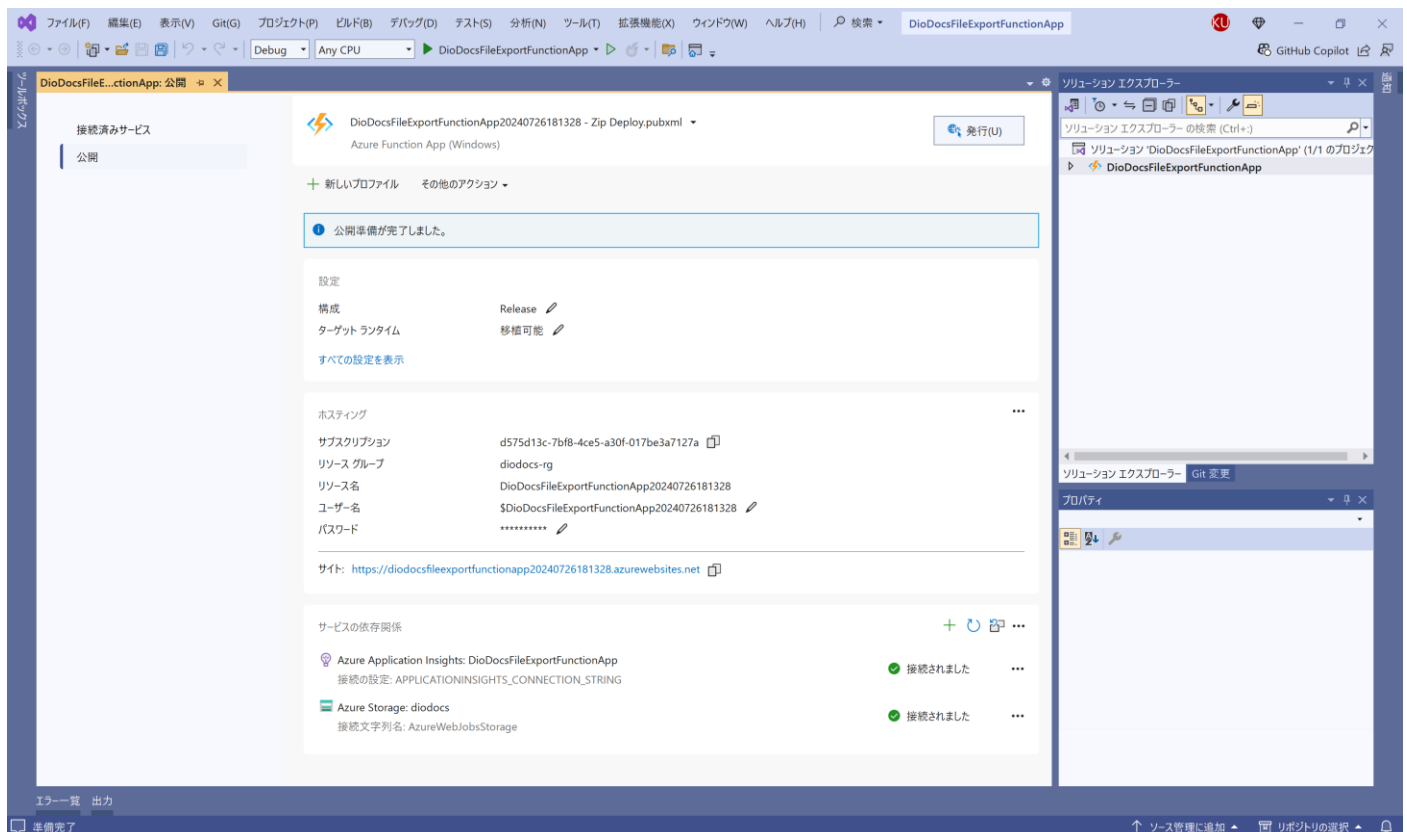 ファイル(F) 編集(E) 表示(V) Git(G) プロジェクト(P) ビルド(B) デバッグ(D) テスト(S) 分析(N) ツール(T) 拡張機能(X) ウィンドウ(W) ヘルプ(H) 検索 DioDocsFileExportFunctionApp KU
Debug Any CPU DioDocsFileExportFunctionApp GitHub Copilot
ツールボックス
DioDocsFileE...ctionApp: 公開
接続済みサービス
公開
DioDocsFileExportFunctionApp20240726181328 - Zip Deploy.pubxml
Azure Function App (Windows)
発行(U)
新しいプロファイル その他のアクション
公開準備が完了しました。
設定
構成 Release
ターゲット ランタイム 移植可能
すべての設定を表示
ホスティング
サブスクリプション d575d13c-7bf8-4ce5-a30f-017be3a7127a
リソース グループ diodocs-rg
リソース名 DioDocsFileExportFunctionApp20240726181328
ユーザー名 $DioDocsFileExportFunctionApp20240726181328
パスワード **********
サイト: https://diodocsfileexportfunctionapp20240726181328.azurewebsites.net
サービスの依存関係
Azure Application Insights: DioDocsFileExportFunctionApp
接続の設定: APPLICATIONINSIGHTS_CONNECTION_STRING
接続されました
Azure Storage: diodocs
接続文字列名: AzureWebJobsStorage
接続されました
ソリューション エクスプローラー
ソリューション エクスプローラー の検索 (Ctrl+:)
ソリューション 'DioDocsFileExportFunctionApp' (1/1 のプロジェク
DioDocsFileExportFunctionApp
ソリューション エクスプローラー Git 変更
プロパティ
通知
エラー一覧 出力
準備完了 ソース管理に追加 リポジトリの選択